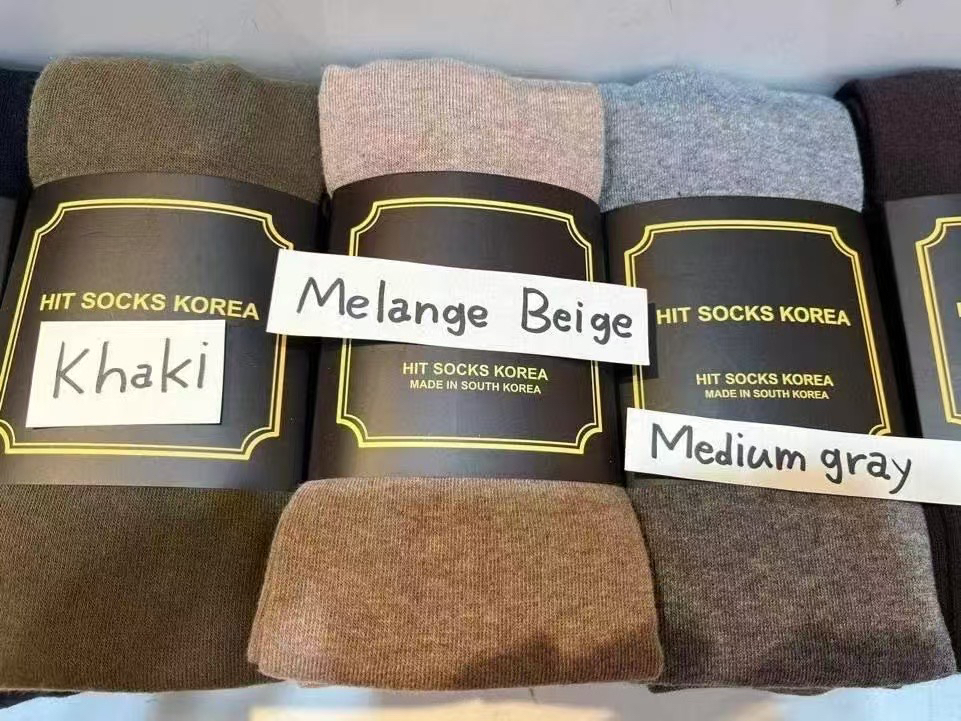 HIT SOCKS KOREA
Khaki
Melange Beige
HIT SOCKS KOREA
MADE IN SOUTH KOREA
HIT SOCKS KOREA
HIT SOCKS KOREA
MADE IN SOUTH KOREA
Medium gray